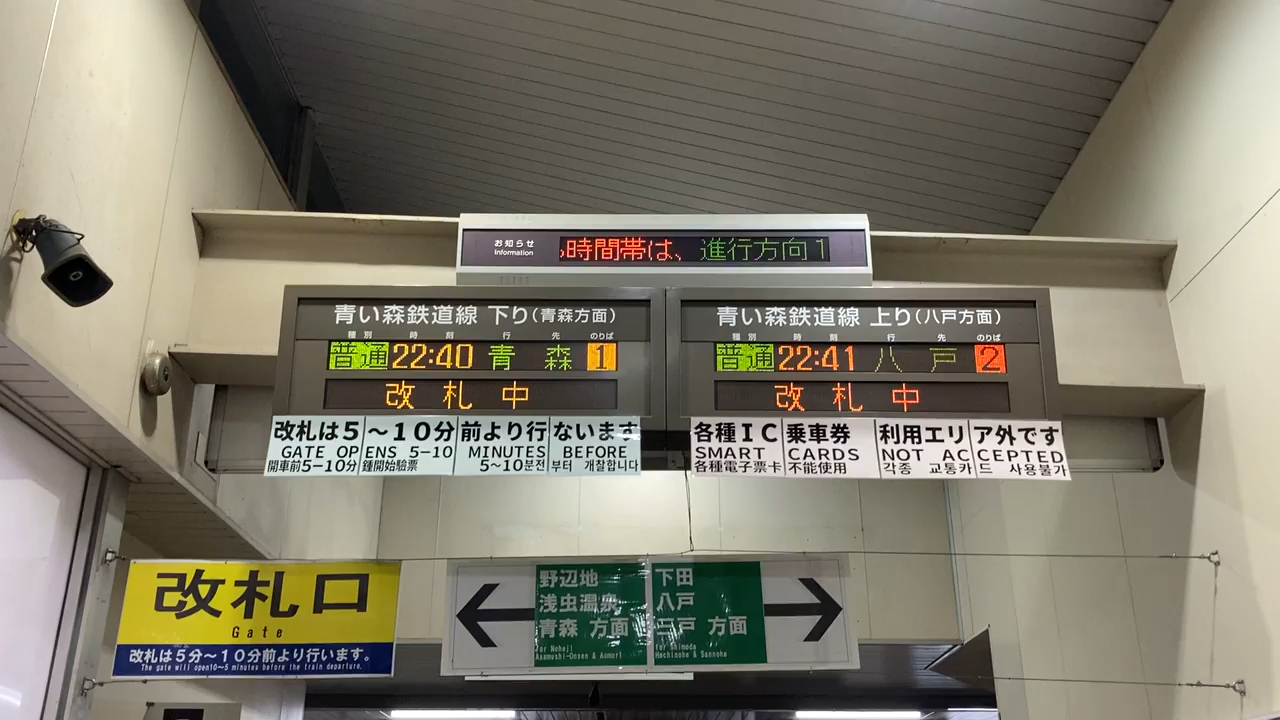 お知らせ
Information
時間帯は、進行方向1
青い森鉄道線 下り(青森方面)
種別 時刻 行先 のりば
普通 22:40 青森 1
改札中
改札は5~10分前より行ないます
GATE OPENS 5-10 MINUTES BEFORE
開車前5-10分鍾開始驗票 5~10분전부터 개찰합니다
青い森鉄道線 上り(八戸方面)
種別 時刻 行先 のりば
普通 22:41 八戸 2
改札中
各種IC乗車券利用エリア外です
SMART CARDS NOT ACCEPTED
各種電子票卡不能使用 각종 교통카드 사용불가
改札口
Gate
改札は5分~10分前より行います。
The gate will open10~5 minutes before the train departure.
野辺地
浅虫温泉
青森 方面
for Noheji
Asamushi-Onsen & Aomori
下田
八戸
三戸 方面
for Shimoda
Hachinohe & Sannohe